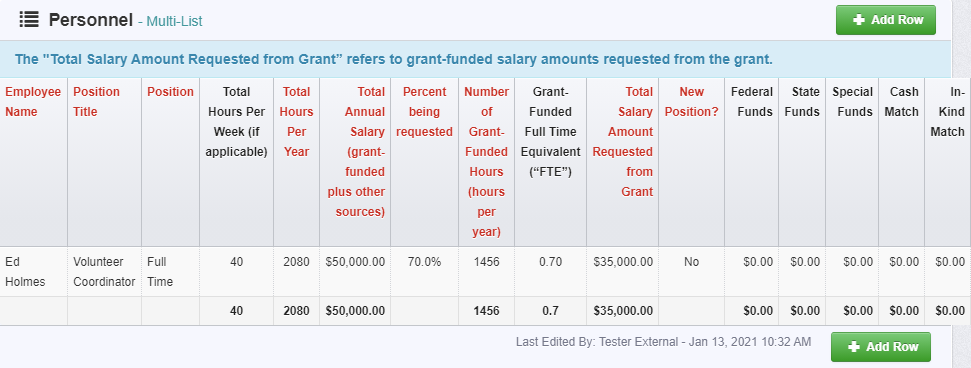 Personnel - Multi-List
Add Row
The "Total Salary Amount Requested from Grant” refers to grant-funded salary amounts requested from the grant.
Employee Name
Position Title
Position
Total Hours Per Week (if applicable)
Total Hours Per Year
Total Annual Salary (grant-funded plus other sources)
Percent being requested
Number of Grant-Funded Hours (hours per year)
Grant-Funded Full Time Equivalent (“FTE”)
Total Salary Amount Requested from Grant
New Position?
Federal Funds
State Funds
Special Funds
Cash Match
In-Kind Match
Ed Holmes Volunteer Coordinator Full Time 40 2080 $50,000.00 70.0% 1456 0.70 $35,000.00 No $0.00 $0.00 $0.00 $0.00 $0.00
40 2080 $50,000.00 1456 0.7 $35,000.00 $0.00 $0.00 $0.00 $0.00 $0.00
Last Edited By: Tester External - Jan 13, 2021 10:32 AM
Add Row